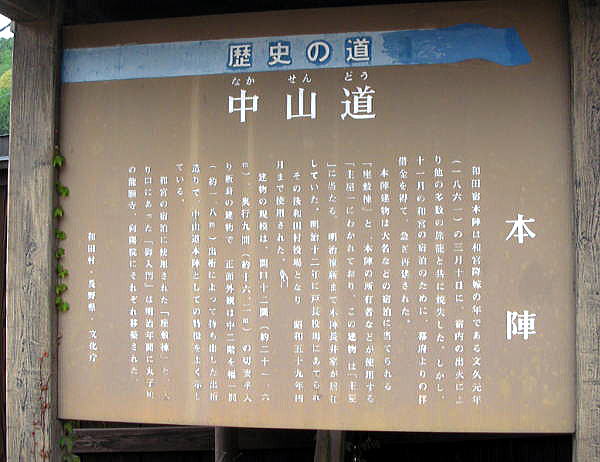 歴史の道
なか せん どう
中山道
本陣
和田宿本陣は和宮降嫁の年である文久元年
(一八六一)の三月十日に、宿内の出火によ
り他の多数の旅籠と共に焼失した。しかし、
十一月の和宮の宿泊のために、幕府よりの拝
借金を得て、急ぎ再建された。
本陣建物は大名などの宿泊に当てられる
「座敷棟」と、本陣の所有者などが使用する
「主屋」にわかれており、この建物は「主屋
」に当たる。明治維新まで本陣長井家が居住
していた。明治十二年に戸長役場にあてられ
その後和田村役場となり 昭和五十九年四
月まで使用された。
建物の規模は、間口十二間(約二十一、六
m)、奥行九間(約十六、二m)の切妻平入
り板葺の建物で 正面外観は中二階を幅一間
(約一、八m)出桁によって持ち出した出桁
造りで、中山道本陣としての特徴をよく示し
ている。
和宮の宿泊に使用された「座敷棟」と、入
り口にあった「御入門」は明治年間に丸子町
の龍顔寺、向陽院にそれぞれ移築された。
和田村・長野県・文化庁